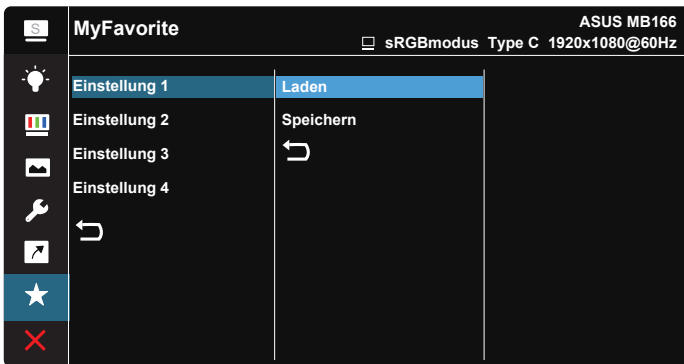 S
MyFavorite
ASUS MB166
sRGBmodus Type C 1920x1080@60Hz
Einstellung 1
Laden
Einstellung 2
Speichern
Einstellung 3
Einstellung 4